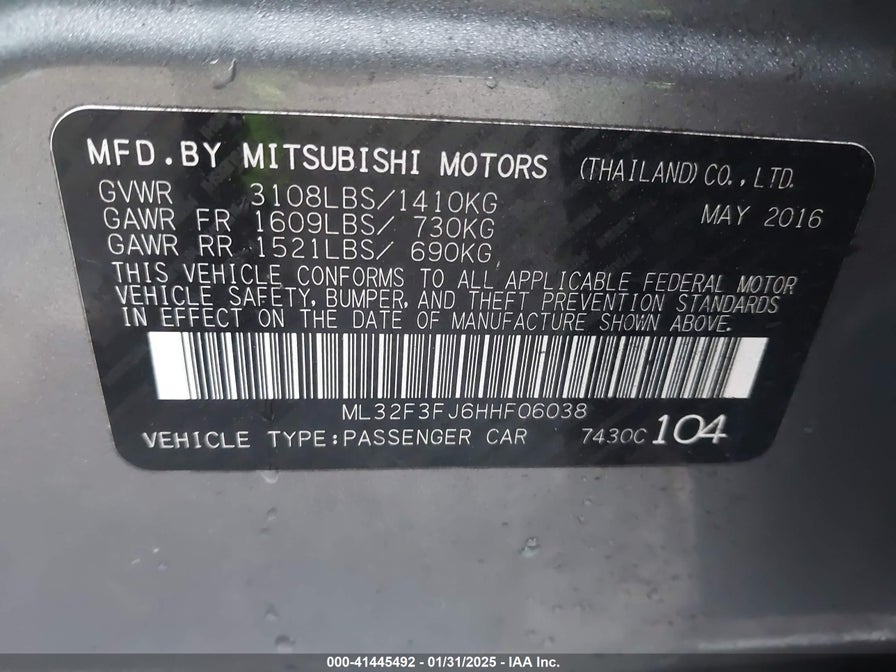 MFD.BY MITSUBISHI MOTORS (THAILAND) CO., LTD.
GVWR 3108LBS/1410KG MAY 2016
GAWR FR 1609LBS/ 730KG
GAWR RR 1521LBS/ 690KG
THIS VEHICLE CONFORMS TO ALL APPLICABLE FEDERAL MOTOR
VEHICLE SAFETY, BUMPER, AND THEFT PREVENTION STANDARDS
IN EFFECT ON THE DATE OF MANUFACTURE SHOWN ABOVE.
ML32F3FJ6HHF06038
VEHICLE TYPE:PASSENGER CAR 7430C 104
000-41445492 - 01/31/2025 - IAA Inc.